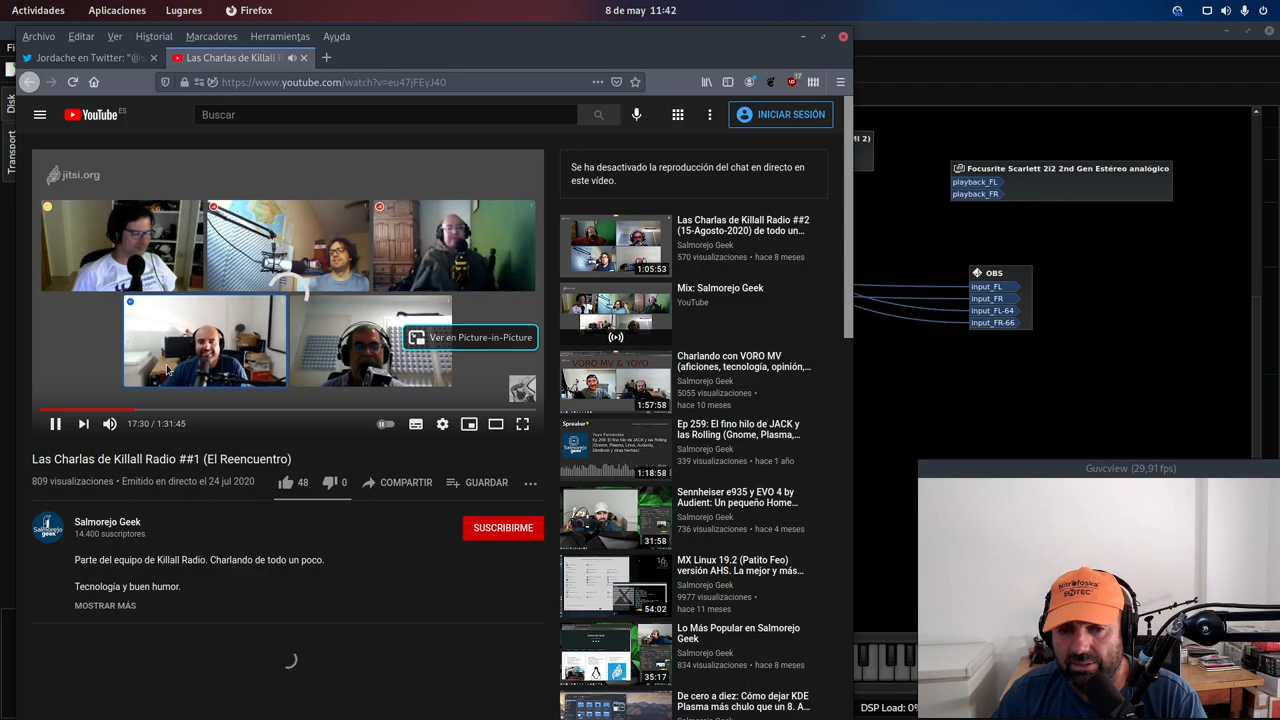 Actividades Aplicaciones Lugares Firefox 8 de may 11:42
Archivo Editar Ver Historial Marcadores Herramientas Ayuda
Jordache en Twitter: "@s
Las Charlas de Killall R
https://www.youtube.com/watch?v=eu47jFEyJ40
17
YouTube ES
Buscar
INICIAR SESIÓN
Disk
Transport
jitsi.org
Ver en Picture-in-Picture
17:30 / 1:31:45
Las Charlas de Killall Radio ##1 (El Reencuentro)
809 visualizaciones • Emitido en directo el 24 jul 2020
48
0
COMPARTIR
GUARDAR
Salmorejo Geek
14.400 suscriptores
SUSCRIBIRME
Parte del equipo de Killall Radio. Charlando de todo un poco.
Tecnología y buen humor.
MOSTRAR MÁS
Se ha desactivado la reproducción del chat en directo en
este vídeo.
1:05:53
Las Charlas de Killall Radio ##2
(15-Agosto-2020) de todo un...
Salmorejo Geek
570 visualizaciones • hace 8 meses
Mix: Salmorejo Geek
YouTube
VORO MV & YOYO
1:57:58
Charlando con VORO MV
(aficiones, tecnología, opinión,...
Salmorejo Geek
5055 visualizaciones •
hace 10 meses
Spreaker
1:18:58
Ep 259: El fino hilo de JACK y
las Rolling (Gnome, Plasma,...
Salmorejo Geek
339 visualizaciones • hace 1 año
31:58
Sennheiser e935 y EVO 4 by
Audient: Un pequeño Home...
Salmorejo Geek
736 visualizaciones • hace 4 meses
54:02
MX Linux 19.2 (Patito Feo)
versión AHS. La mejor y más...
Salmorejo Geek
9977 visualizaciones •
hace 11 meses
35:17
Lo Más Popular en Salmorejo
Geek
Salmorejo Geek
834 visualizaciones • hace 8 meses
De cero a diez: Cómo dejar KDE
Plasma más chulo que un 8. A...
MI 2)
Focusrite Scarlett 2i2 2nd Gen Estéreo analógico
playback_FL
playback_FR
OBS
input_FL
input_FR
input_FL-64
input_FR-66
Guvcview (29,91fps)
Nitrofoska
DSP Load: 0%